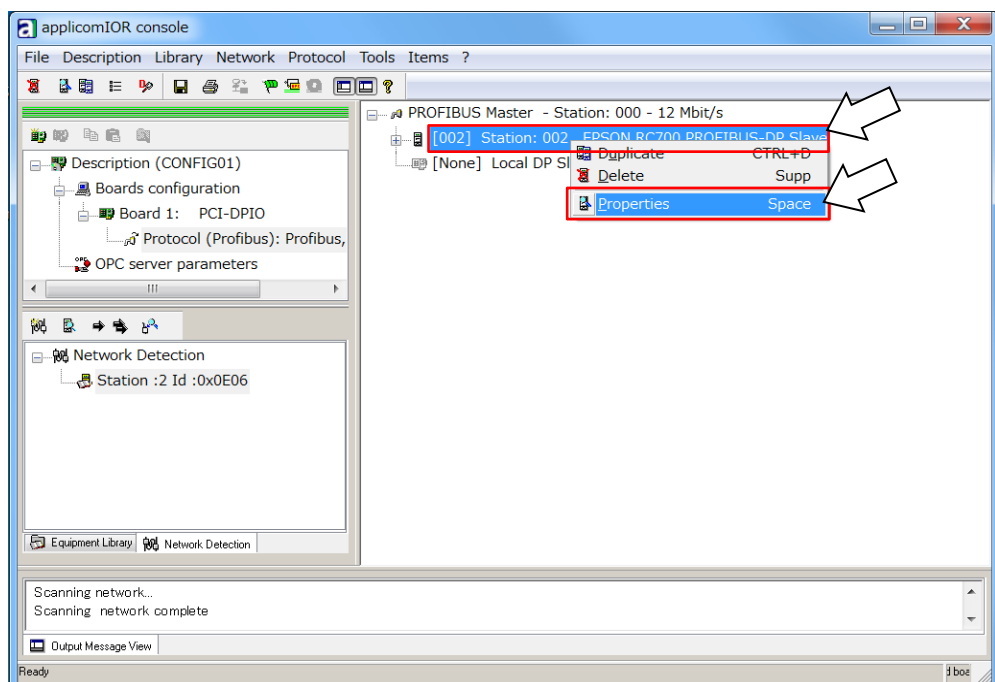 applicomIOR console
File Description Library Network Protocol Tools Items ?
PROFIBUS Master - Station: 000 - 12 Mbit/s
[002] Station: 002 EPSON RC700 PROFIBUS-DP Slave
[None] Local DP Sl
Duplicate CTRL+D
Delete Supp
Properties Space
Description (CONFIG01)
Boards configuration
Board 1: PCI-DPIO
Protocol (Profibus): Profibus,
OPC server parameters
Network Detection
Station :2 Id :0x0E06
Equipment Library Network Detection
Scanning network...
Scanning network complete
Output Message View
Ready